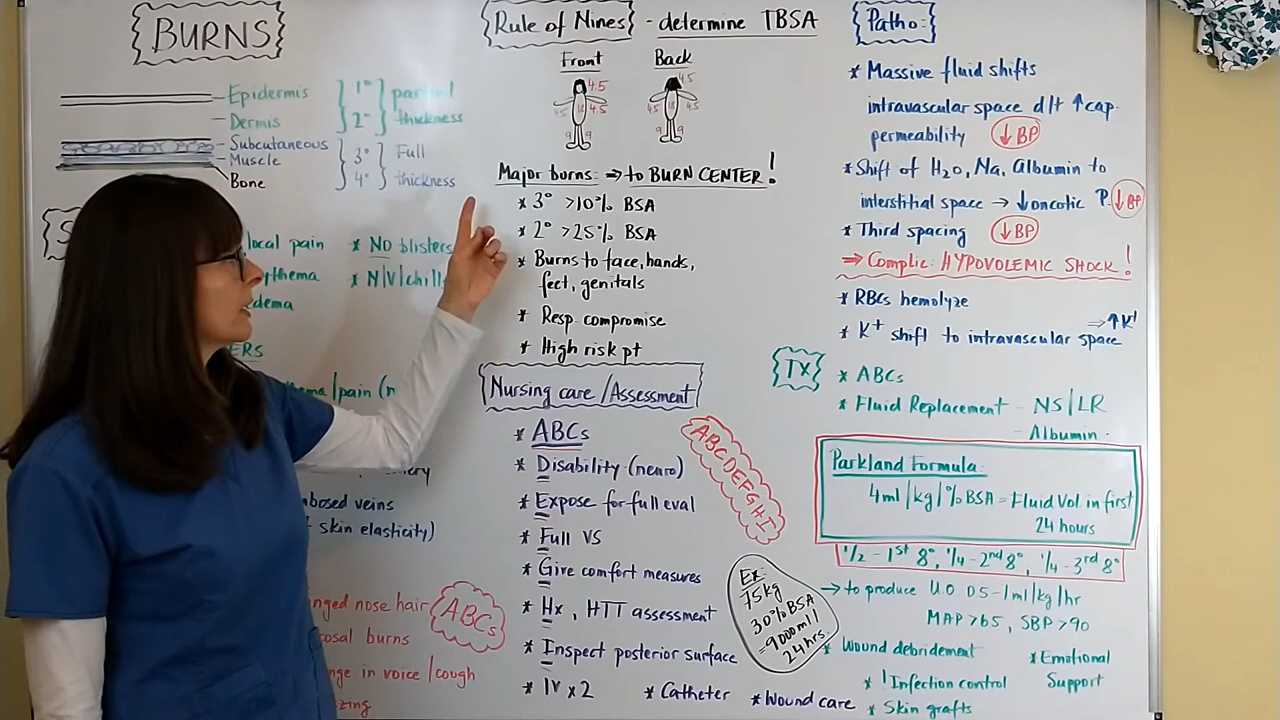 BURNS
Epidermis
Dermis
Subcutaneous
Muscle
Bone
1°
2°
partial
thickness
3°
4°
Full
thickness
local pain
* NO blisters
* N/V/chill
edema
ERS
pain
bosed veins
skin elasticity)
nged nose hair
cosal burns
nge in voice/cough
zing
ABCs
Rule of Nines - determine TBSA
Front
Back
4.5
4.5
4.5
9
9
4.5
4.5
4.5
9
9
Major burns: ⇒ to BURN CENTER!
* 3° >10% BSA
* 2° >25% BSA
* Burns to face, hands,
feet, genitals
* Resp. compromise
* High risk pt
Nursing care/Assessment
* ABCs
* Disability (neuro)
* Expose for full eval
* Full VS
* Give comfort measures
* Hx, HTT assessment
* Inspect posterior surface
* IV x2
* Catheter
* Wound care
ABCDEFGHI
Ex:
75kg
30% BSA
=9000ml/
24hrs.
Patho:
* Massive fluid shifts
intravascular space d/t ↑cap.
permeability ↓BP
* Shift of H2O, Na, Albumin to
interstitial space → ↓oncotic P. ↓BP
* Third spacing ↓BP
⇒ Complic: HYPOVOLEMIC SHOCK!
* RBCs hemolyze
* K+ shift to intravascular space ⇒↑K+
TX
* ABCs
* Fluid Replacement - NS/LR
- Albumin.
Parkland Formula:
4ml/kg/% BSA = Fluid Vol in first
24 hours
1/2 - 1st 8°, 1/4 - 2nd 8°, 1/4 - 3rd 8°
→ to produce U.O 0.5-1ml/kg/hr
MAP >65, SBP >90
* Wound debridement
* Emotional
Support
* ! Infection control
* Skin grafts